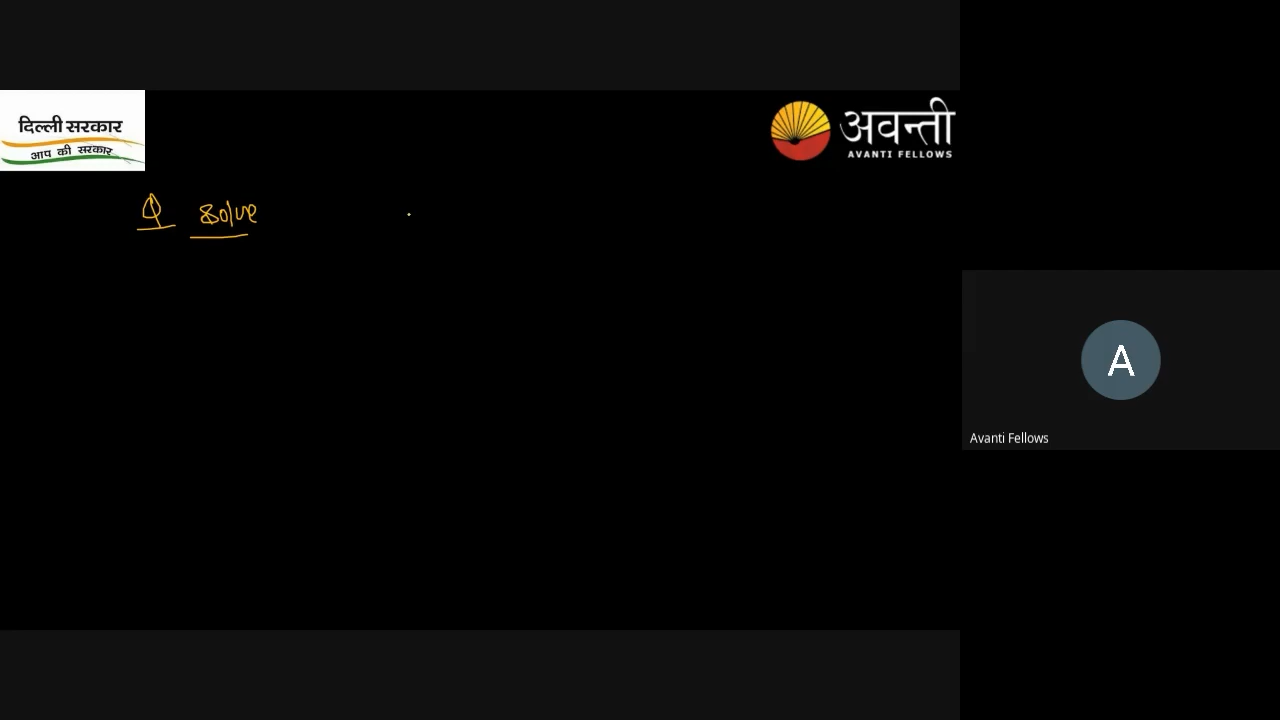 दिल्ली सरकार
आप की सरकार
अवन्ती
AVANTI FELLOWS
Q Solve
A
Avanti Fellows